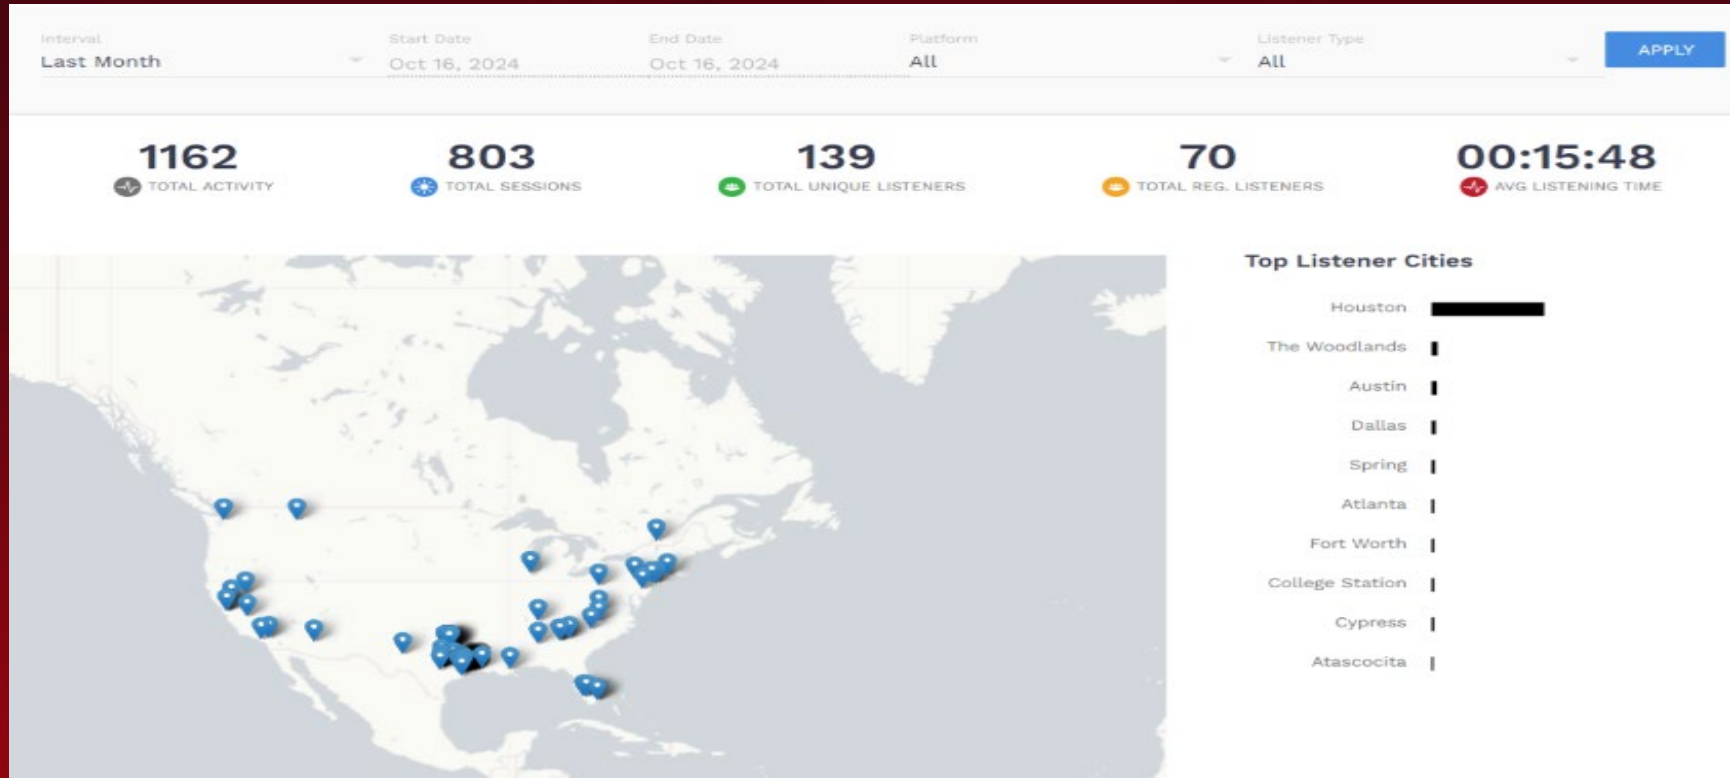 Interval
Last Month
Start Date
Oct 16, 2024
End Date
Oct 16, 2024
Platform
All
Listener Type
All
APPLY
1162
TOTAL ACTIVITY
803
TOTAL SESSIONS
139
TOTAL UNIQUE LISTENERS
70
TOTAL REG. LISTENERS
00:15:48
AVG LISTENING TIME
Top Listener Cities
Houston
The Woodlands
Austin
Dallas
Spring
Atlanta
Fort Worth
College Station
Cypress
Atascocita